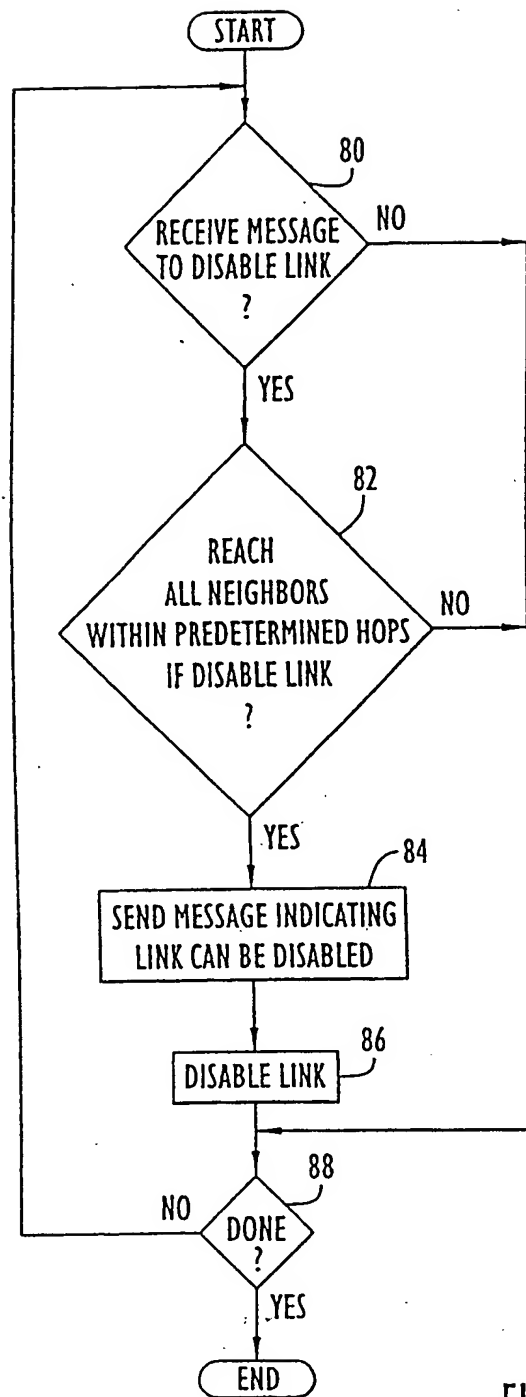 START
80
RECEIVE MESSAGE
TO DISABLE LINK
?
NO
YES
82
REACH
ALL NEIGHBORS
WITHIN PREDETERMINED HOPS
IF DISABLE LINK
?
NO
YES
84
SEND MESSAGE INDICATING
LINK CAN BE DISABLED
86
DISABLE LINK
88
NO
DONE
?
YES
END